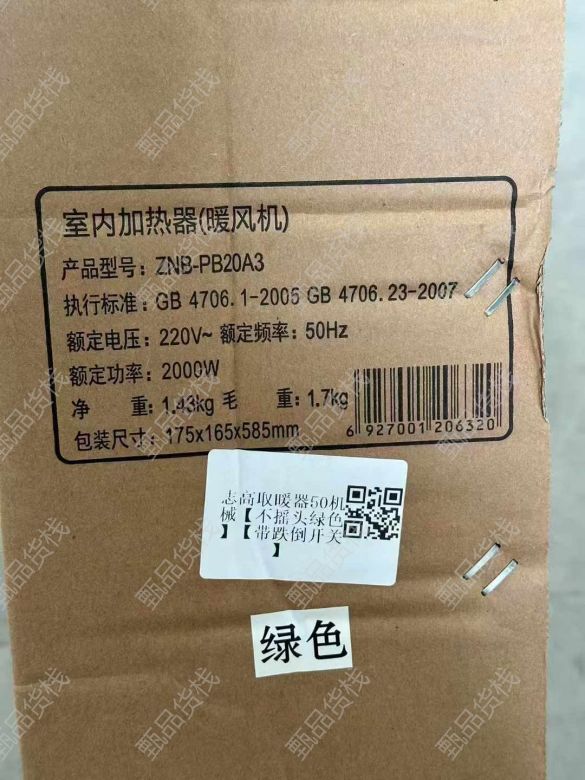 室内加热器(暖风机)
产品型号：ZNB-PB20A3
执行标准：GB 4706.1-2005 GB 4706.23-2007
额定电压：220V~ 额定频率：50Hz
额定功率：2000W
净 重：1.43kg 毛 重：1.7kg
包装尺寸：175x165x585mm
6 927001 206320
志高取暖器50机
械【不摇头绿色
】【带跌倒开关
】
绿色
甄品货栈